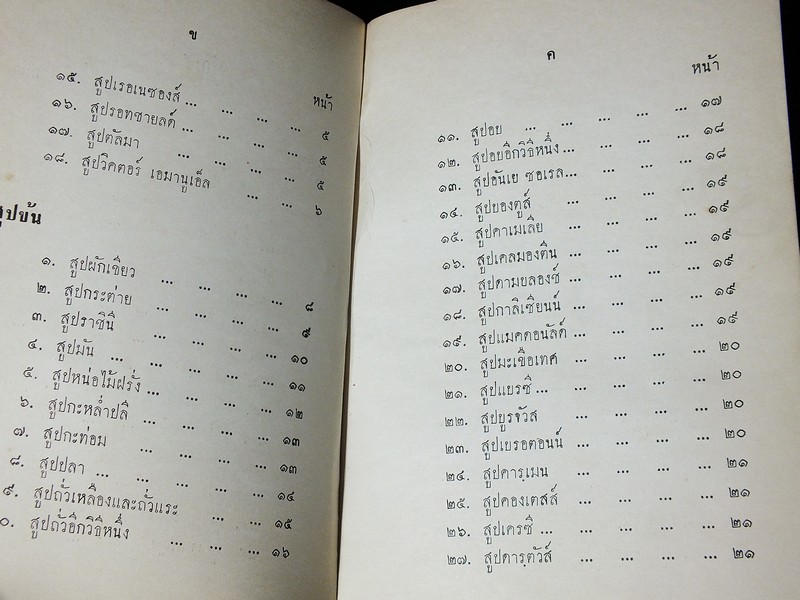 ข
หน้า
๑๕. สูปเรอเนซองส์ ... ... ... ... ๕
๑๖. สูปรอทชายลด์ ... ... ... ... ๕
๑๗. สูปตัลมา ... ... ... ... ๕
๑๘. สูปวิคตอร์ เอมานูเอ็ล ... ... ... ๖
สูปข้น
๑. สูปผักเขียว ... ... ... ... ๘
๒. สูปกระต่าย ... ... ... ... ๙
๓. สูปราชินี ... ... ... ... ๑๐
๔. สูปมัน ... ... ... ... ... ๑๑
๕. สูปหน่อไม้ฝรั่ง ... ... ... ... ๑๒
๖. สูปกะหล่ำปลี ... ... ... ... ๑๓
๗. สูปกะท่อม ... ... ... ... ๑๓
๘. สูปปลา ... ... ... ... ... ๑๔
๙. สูปถั่วเหลืองและถั่วแระ ... ... ... ๑๕
๐. สูปถั่วอีกวิธีหนึ่ง ... ... ... ๑๖
ค
หน้า
๑๑. สูปอย ... ... ... ... ... ๑๗
๑๒. สูปอยอีกวิธีหนึ่ง ... ... ... ... ๑๘
๑๓. สูปอันเย ซอเรล ... ... ... ... ๑๘
๑๔. สูปยองตูส์ ... ... ... ... ๑๙
๑๕. สูปคาเมเลีย ... ... ... ... ๑๙
๑๖. สูปเคลมองตีน ... ... ... ... ๑๙
๑๗. สูปคามบลองช์ ... ... ... ... ๑๙
๑๘. สูปกาลิเซียนน์ ... ... ... ... ๑๙
๑๙. สูปแมคดอนัลด์ ... ... ... ... ๑๙
๒๐. สูปมะเขือเทศ ... ... ... ... ๒๐
๒๑. สูปแยรซี ... ... ... ... ๒๐
๒๒. สูปยูรจัวส ... ... ... ... ๒๐
๒๓. สูปเยรอตอนน์ ... ... ... ... ๒๐
๒๔. สูปคารเมน ... ... ... ... ๒๑
๒๕. สูปคองเตสส์ ... ... ... ... ๒๑
๒๖. สูปเครซี ... ... ... ... ๒๑
๒๗. สูปคารตัวส์ ... ... ... ... ๒๑